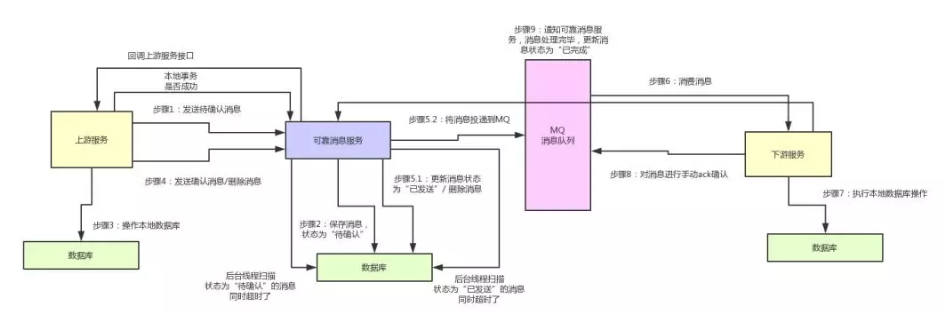 步骤9：通知可靠消息服
务，消息处理完毕，更新消
息状态为“已完成”
回调上游服务接口
本地事务
是否成功
步骤1：发送待确认消息
步骤6：消费消息
上游服务
可靠消息服务
步骤5.2：将消息投递到MQ
MQ
消息队列
下游服务
步骤4：发送确认消息/删除消息
步骤5.1：更新消息状态
为“已发送”/ 删除消息
步骤8：对消息进行手动ack确认
步骤7：执行本地数据库操作
步骤3：操作本地数据库
步骤2：保存消息，
状态为“待确认”
数据库
数据库
数据库
后台线程扫描
状态为“待确认”的消息
同时超时了
后台线程扫描
状态为“已发送”的消息
同时超时了